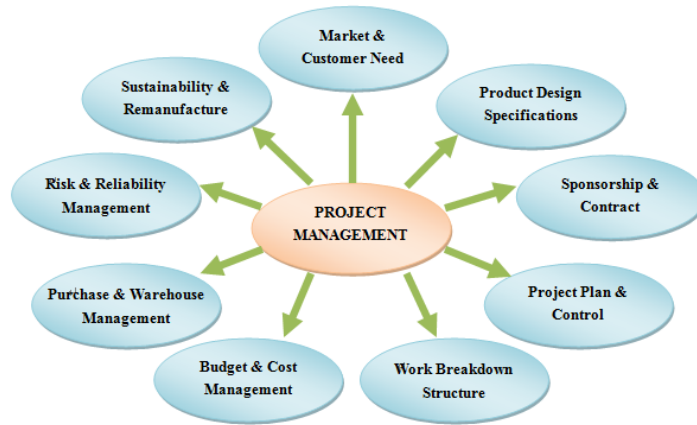 Market &
Customer Need
Sustainability &
Remanufacture
Product Design
Specifications
Risk & Reliability
Management
Sponsorship &
Contract
PROJECT
MANAGEMENT
Purchase & Warehouse
Management
Project Plan &
Control
Budget & Cost
Management
Work Breakdown
Structure